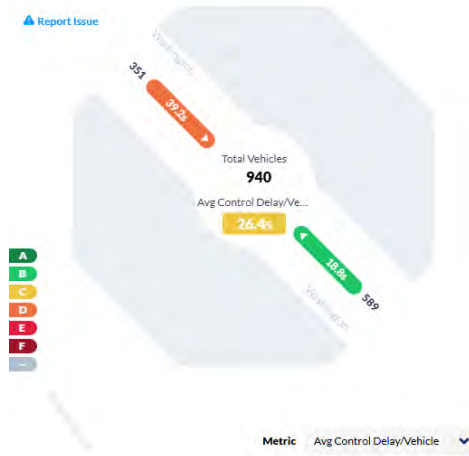 Report Issue
Washington
351
39.2s
Total Vehicles
940
Avg Control Delay/Ve...
26.4s
18.8s
589
Washington
A
B
C
D
E
F
—
Metric Avg Control Delay/Vehicle